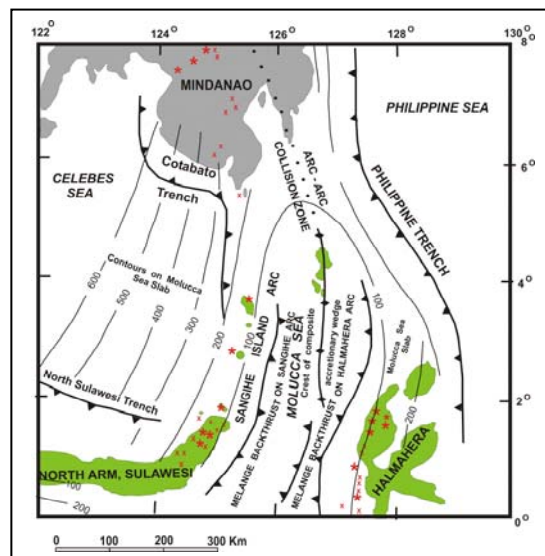 122°
124°
126°
128°
130°
8°
MINDANAO
PHILIPPINE SEA
ARC - ARC
COLLISION ZONE
6°
Cotabato
Trench
CELEBES
SEA
PHILIPPINE TRENCH
600
500
400
300
200
100
Contours on Molucca
Sea Slab
4°
100
SANGIHE ISLAND ARC
MELANGE BACKTHRUST ON SANGIHE ARC
MOLUCCA SEA
Crest of composite
accretionary wedge
MELANGE BACKTHRUST ON HALMAHERA ARC
Molucca Sea
Slab
200
North Sulawesi Trench
2°
NORTH ARM, SULAWESI
HALMAHERA
100
200
0°
0 100 200 300 Km